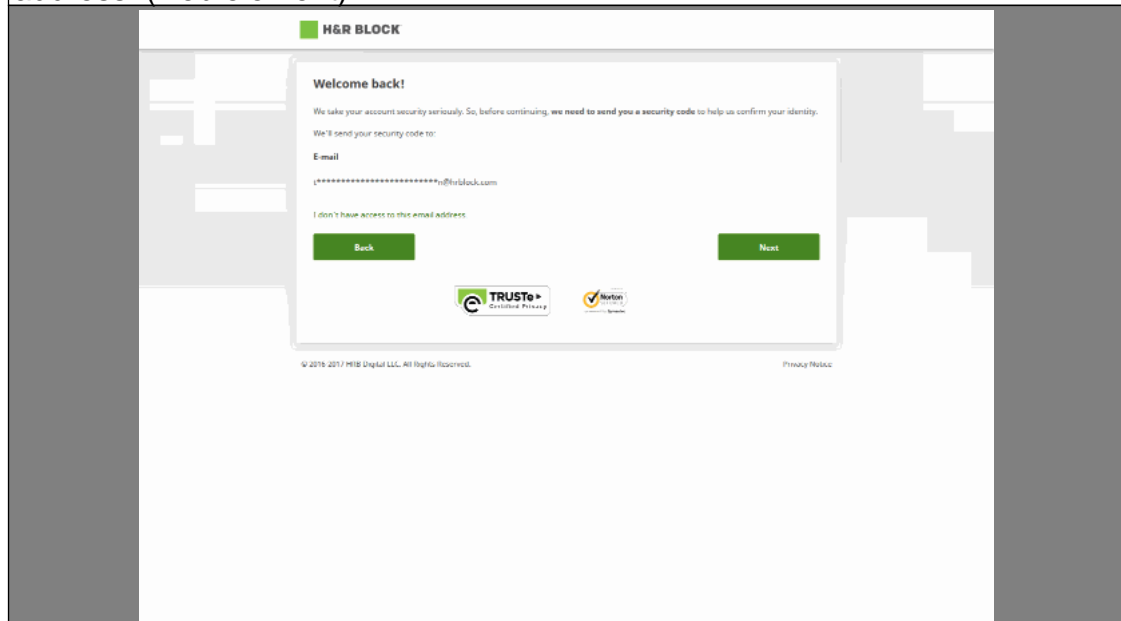 H&R BLOCK
Welcome back!
We take your account security seriously. So, before continuing, we need to send you a security code to help us confirm your identity.
We'll send your security code to:
E-mail
t*************************n@hrblock.com
I don't have access to this email address
Back
Next
TRUSTe
Certified Privacy
Norton
powered by Symantec
© 2016-2017 HRB Digital LLC. All Rights Reserved.
Privacy Notice